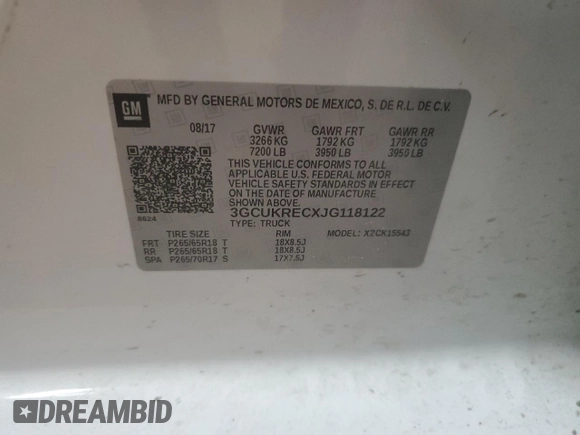 GM
MFD BY GENERAL MOTORS DE MEXICO, S. DE R.L. DE C.V.
08/17 GVWR GAWR FRT GAWR RR
3266 KG 1792 KG 1792 KG
7200 LB 3950 LB 3950 LB
THIS VEHICLE CONFORMS TO ALL
APPLICABLE U.S. FEDERAL MOTOR
VEHICLE SAFETY STANDARDS IN EFFECT
ON THE DATE OF MANUFACTURE
SHOWN ABOVE.
3GCUKRECXJG118122
8624
TYPE: TRUCK
TIRE SIZE RIM MODEL: X2CK15543
FRT P265/65R18 T 18X8.5J
RR P265/65R18 T 18X8.5J
SPA P265/70R17 S 17X7.5J
DREAMBID